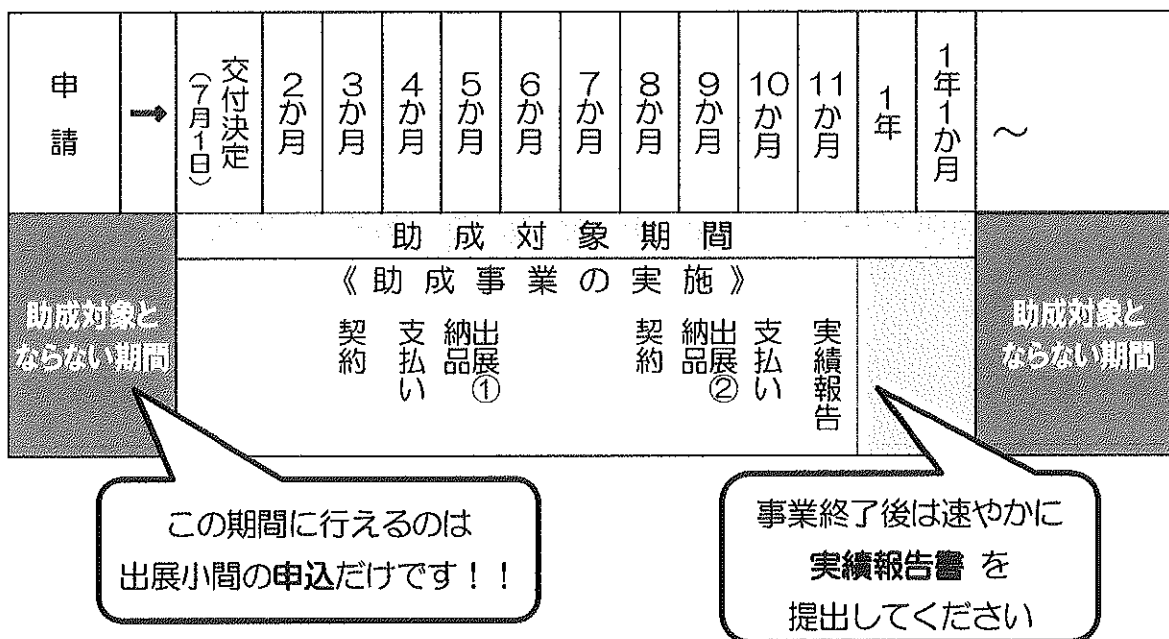 申請
→
交付決定
（7月1日）
2か月
3か月
4か月
5か月
6か月
7か月
8か月
9か月
10か月
11か月
1年
1年1か月
～
助成対象と
ならない期間
助成対象期間
《助成事業の実施》
契約
支払い
納品
出展①
契約
納品
出展②
支払い
実績報告
助成対象と
ならない期間
この期間に行えるのは
出展小間の申込だけです！！
事業終了後は速やかに
実績報告書 を
提出してください